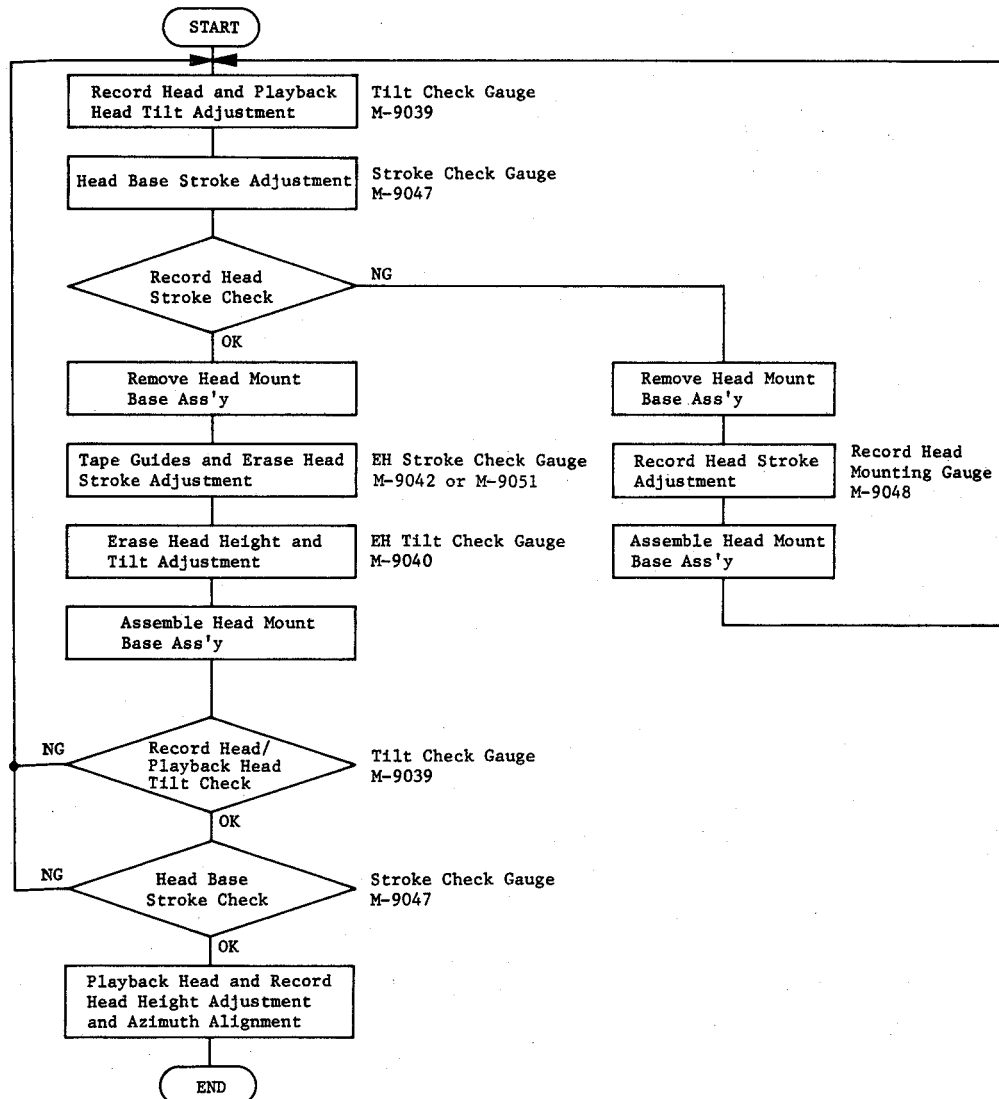 START
Record Head and Playback
Head Tilt Adjustment
Tilt Check Gauge
M-9039
Head Base Stroke Adjustment
Stroke Check Gauge
M-9047
Record Head
Stroke Check
NG
OK
Remove Head Mount
Base Ass'y
Remove Head Mount
Base Ass'y
Tape Guides and Erase Head
Stroke Adjustment
EH Stroke Check Gauge
M-9042 or M-9051
Record Head Stroke
Adjustment
Record Head
Mounting Gauge
M-9048
Erase Head Height and
Tilt Adjustment
EH Tilt Check Gauge
M-9040
Assemble Head Mount
Base Ass'y
Assemble Head Mount
Base Ass'y
NG
Record Head/
Playback Head
Tilt Check
Tilt Check Gauge
M-9039
OK
NG
Head Base
Stroke Check
Stroke Check Gauge
M-9047
OK
Playback Head and Record
Head Height Adjustment
and Azimuth Alignment
END